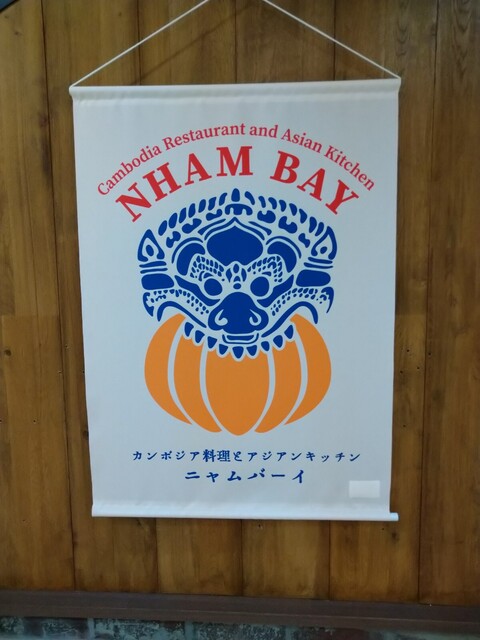 Cambodia Restaurant and Asian Kitchen
NHAM BAY
カンボジア料理とアジアンキッチン
ニャムバーイ